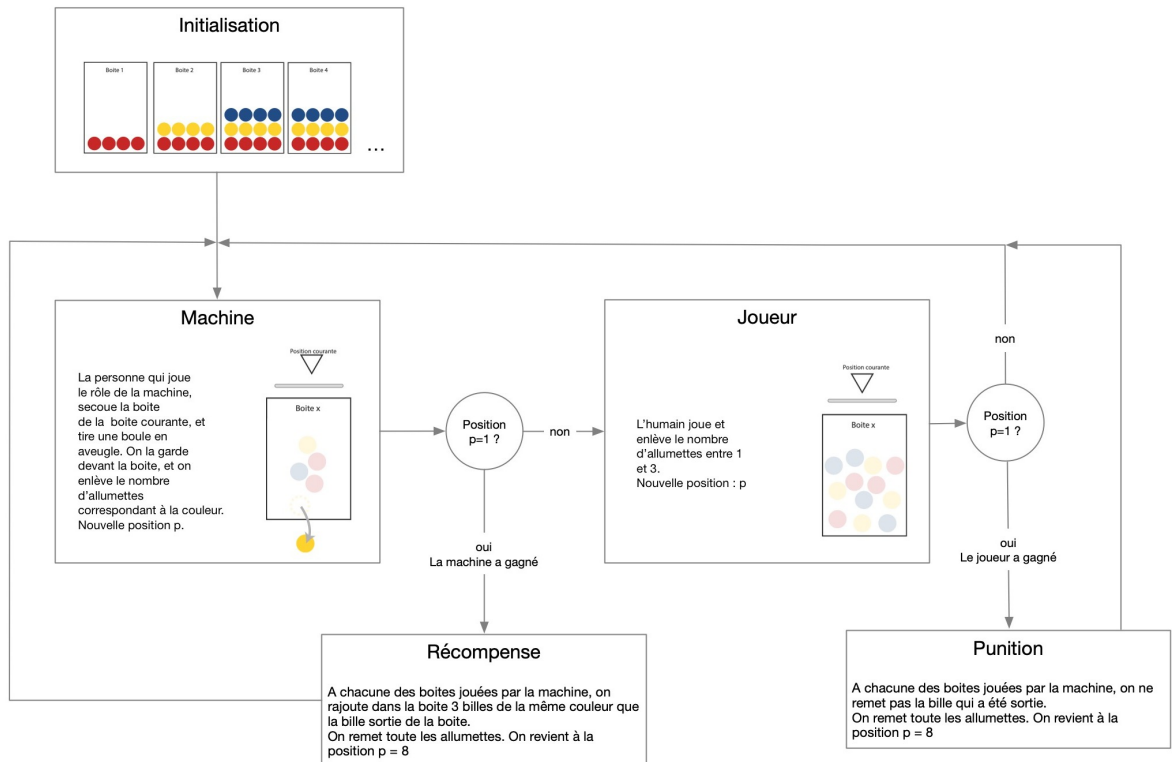 Initialisation
Boite 1
Boite 2
Boite 3
Boite 4
...
Machine
La personne qui joue
le rôle de la machine,
secoue la boite
de la boite courante, et
tire une boule en
aveugle. On la garde
devant la boite, et on
enlève le nombre
d'allumettes
correspondant à la couleur.
Nouvelle position p.
Position courante
Boite x
Position
p=1 ?
non
oui
La machine a gagné
Joueur
L'humain joue et
enlève le nombre
d'allumettes entre 1
et 3.
Nouvelle position : p
Position courante
Boite x
Position
p=1 ?
non
oui
Le joueur a gagné
Récompense
A chacune des boites jouées par la machine, on
rajoute dans la boite 3 billes de la même couleur que
la bille sortie de la boite.
On remet toute les allumettes. On revient à la
position p = 8
Punition
A chacune des boites jouées par la machine, on ne
remet pas la bille qui a été sortie.
On remet toute les allumettes. On revient à la
position p = 8